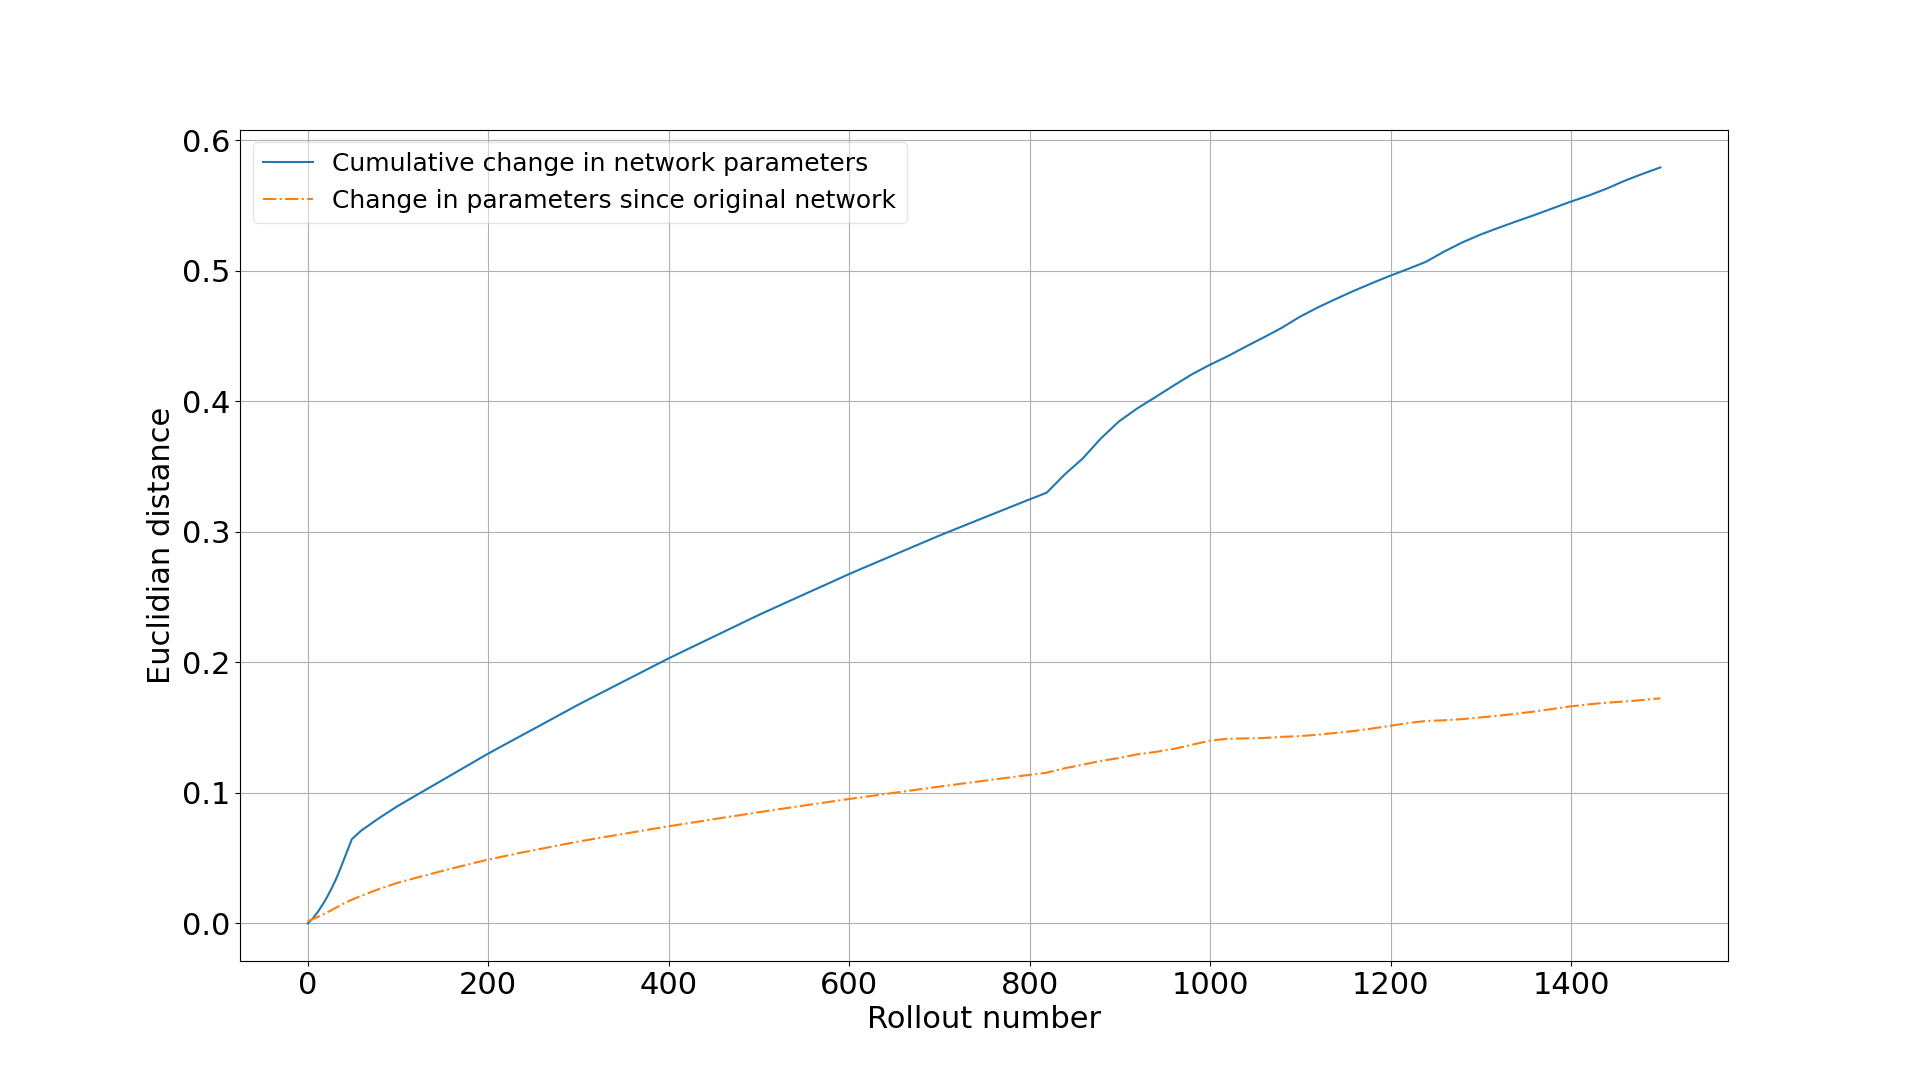 Cumulative change in network parameters
Change in parameters since original network
0.6
0.5
0.4
0.3
0.2
0.1
0.0
Euclidian distance
0 200 400 600 800 1000 1200 1400
Rollout number